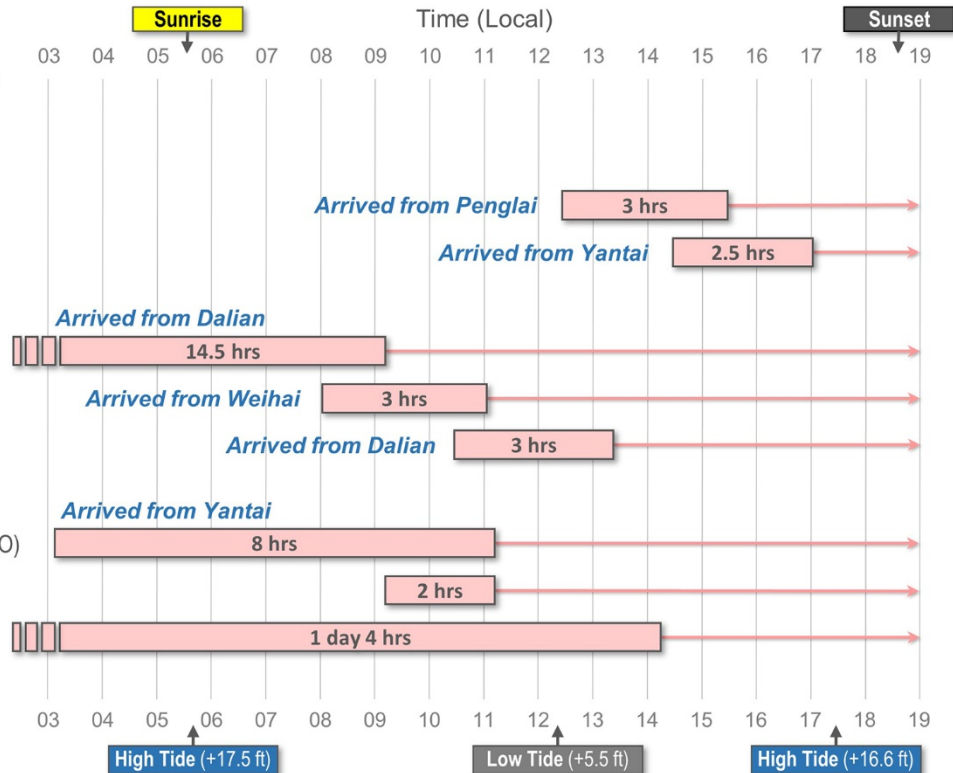 Sunrise
Time (Local)
Sunset
03 04 05 06 07 08 09 10 11 12 13 14 15 16 17 18 19
Arrived from Penglai
3 hrs
Arrived from Yantai
2.5 hrs
Arrived from Dalian
14.5 hrs
Arrived from Weihai
3 hrs
Arrived from Dalian
3 hrs
Arrived from Yantai
O)
8 hrs
2 hrs
1 day 4 hrs
03 04 05 06 07 08 09 10 11 12 13 14 15 16 17 18 19
High Tide (+17.5 ft)
Low Tide (+5.5 ft)
High Tide (+16.6 ft)